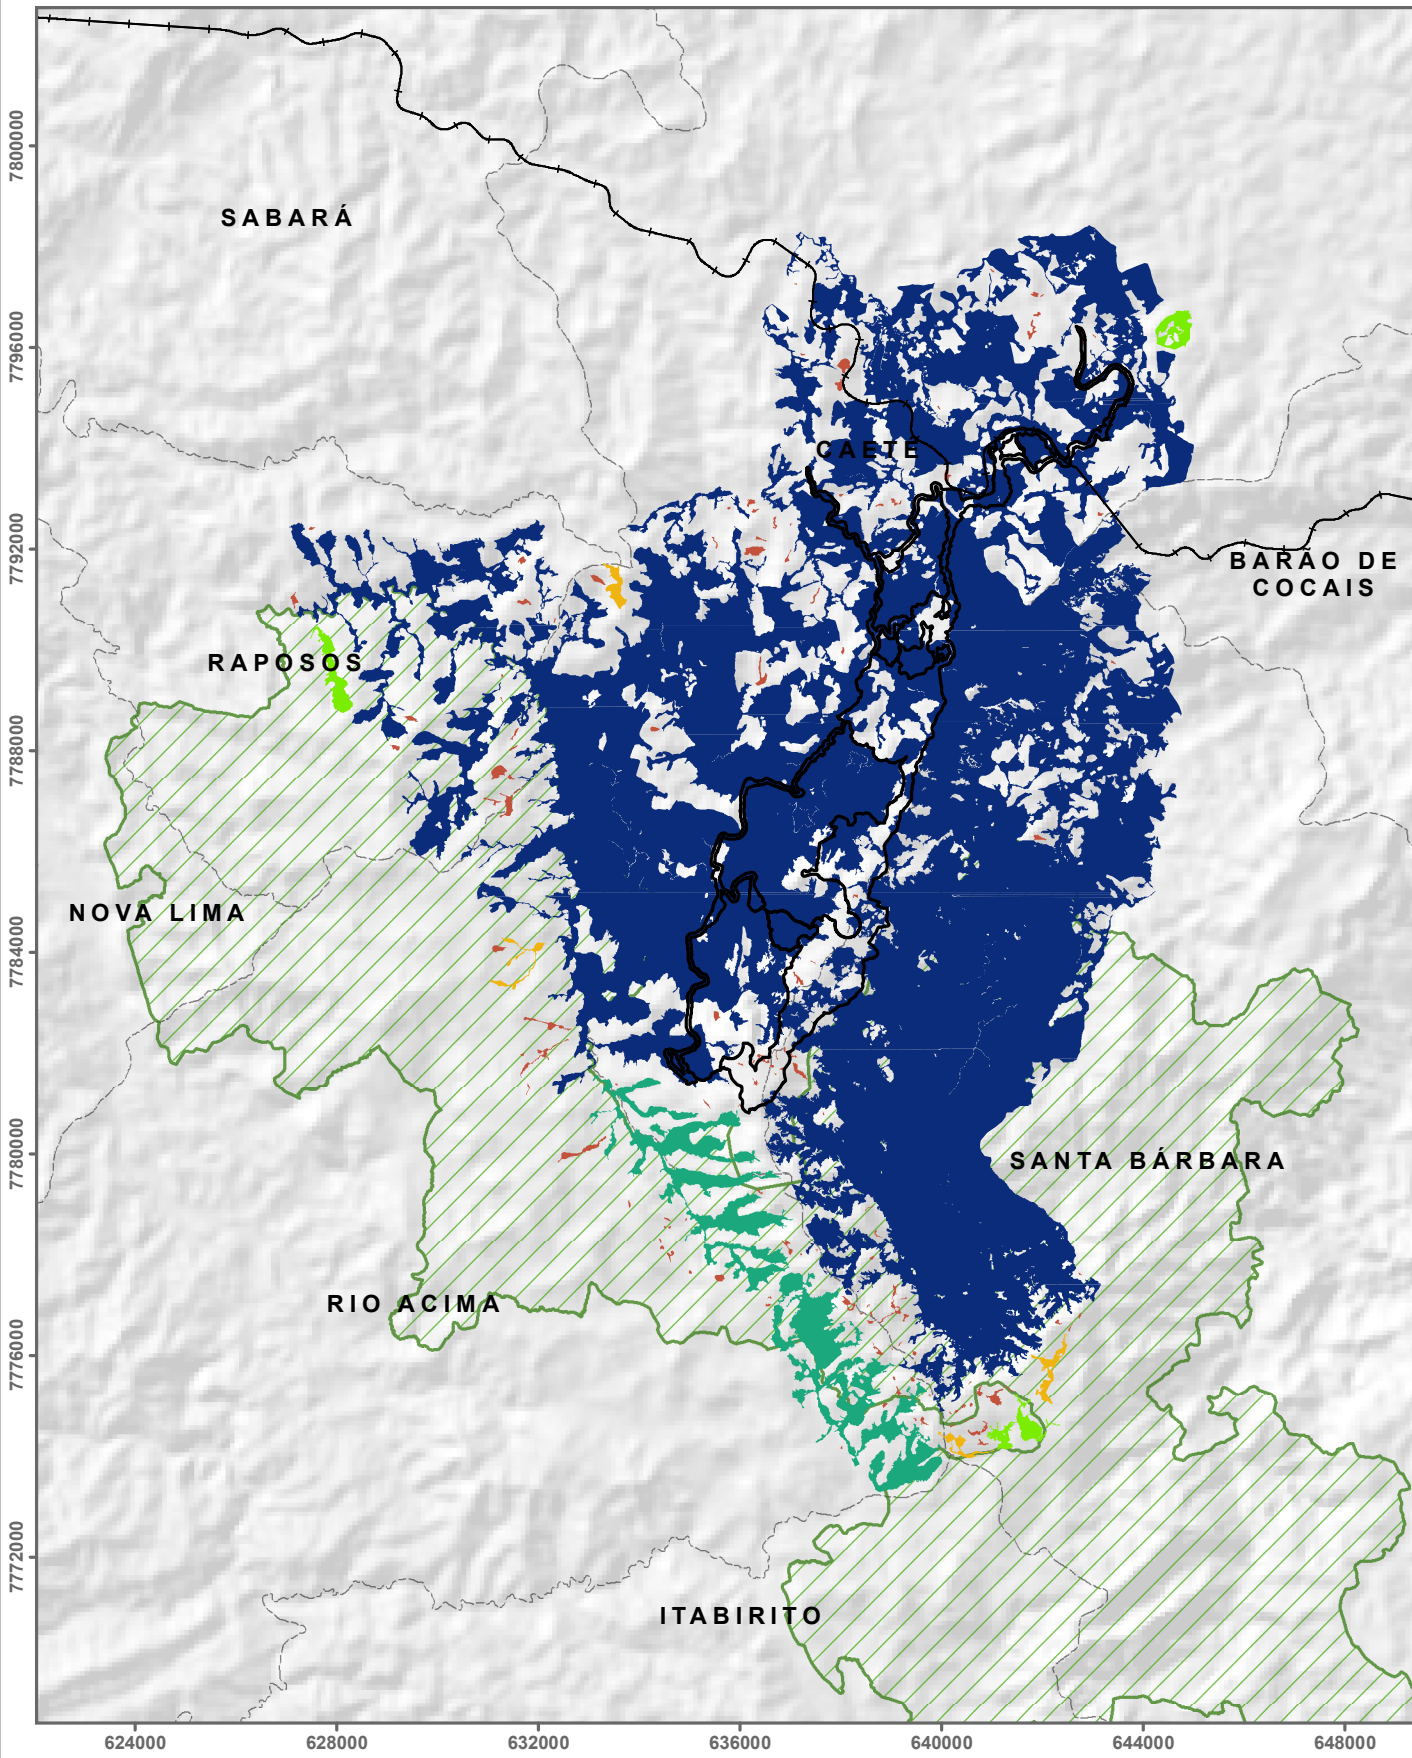 7800000
SABARÁ
7796000
CAETE
7792000
BARÃO DE
COCAIS
RAPOSOS
7788000
NOVA LIMA
7784000
7780000
SANTA BÁRBARA
RIO ACIMA
7776000
7772000
ITABIRITO
624000 628000 632000 636000 640000 644000 648000